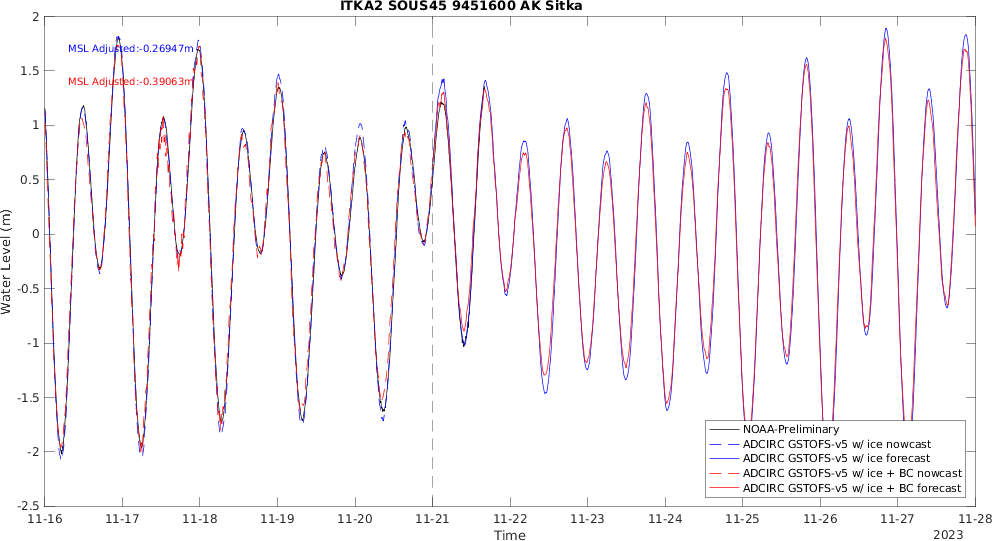 ITKA2 SOUS45 9451600 AK Sitka
MSL Adjusted:-0.26947m
MSL Adjusted:-0.39063m
Water Level (m)
2
1.5
1
0.5
0
-0.5
-1
-1.5
-2
-2.5
NOAA-Preliminary
ADCIRC GSTOFS-v5 w/ ice nowcast
ADCIRC GSTOFS-v5 w/ ice forecast
ADCIRC GSTOFS-v5 w/ ice + BC nowcast
ADCIRC GSTOFS-v5 w/ ice + BC forecast
11-16 11-17 11-18 11-19 11-20 11-21 11-22 11-23 11-24 11-25 11-26 11-27 11-28
Time
2023